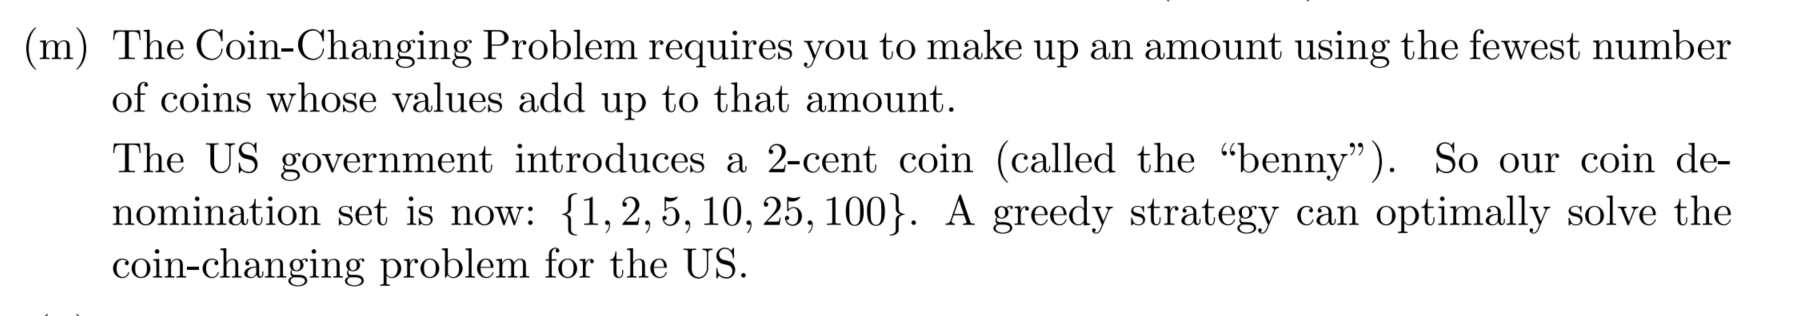 (m) The Coin-Changing Problem requires you to make up an amount using the fewest number
of coins whose values add up to that amount.
The US government introduces a 2-cent coin (called the “benny”). So our coin de-
nomination set is now: {1, 2, 5, 10, 25, 100}. A greedy strategy can optimally solve the
coin-changing problem for the US.